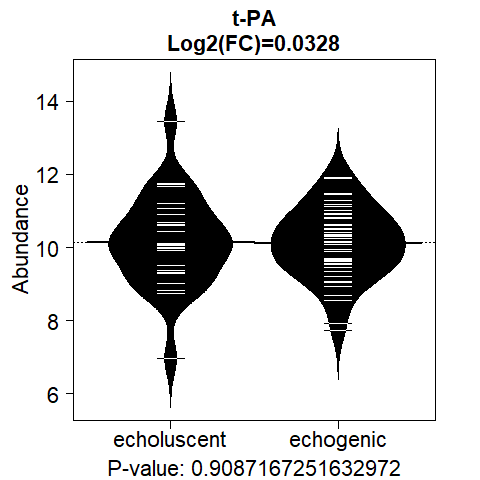 t-PA
Log2(FC)=0.0328
Abundance
14
12
10
8
6
echoluscent echogenic
P-value: 0.9087167251632972